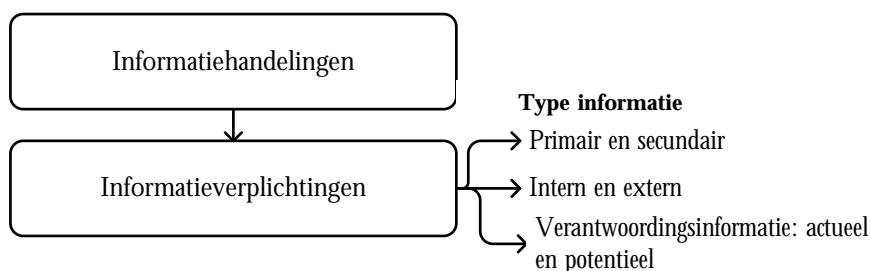 Informatiehandelingen
Type informatie
Primair en secundair
Informatieverplichtingen
Intern en extern
Verantwoordingsinformatie: actueel
en potentieel